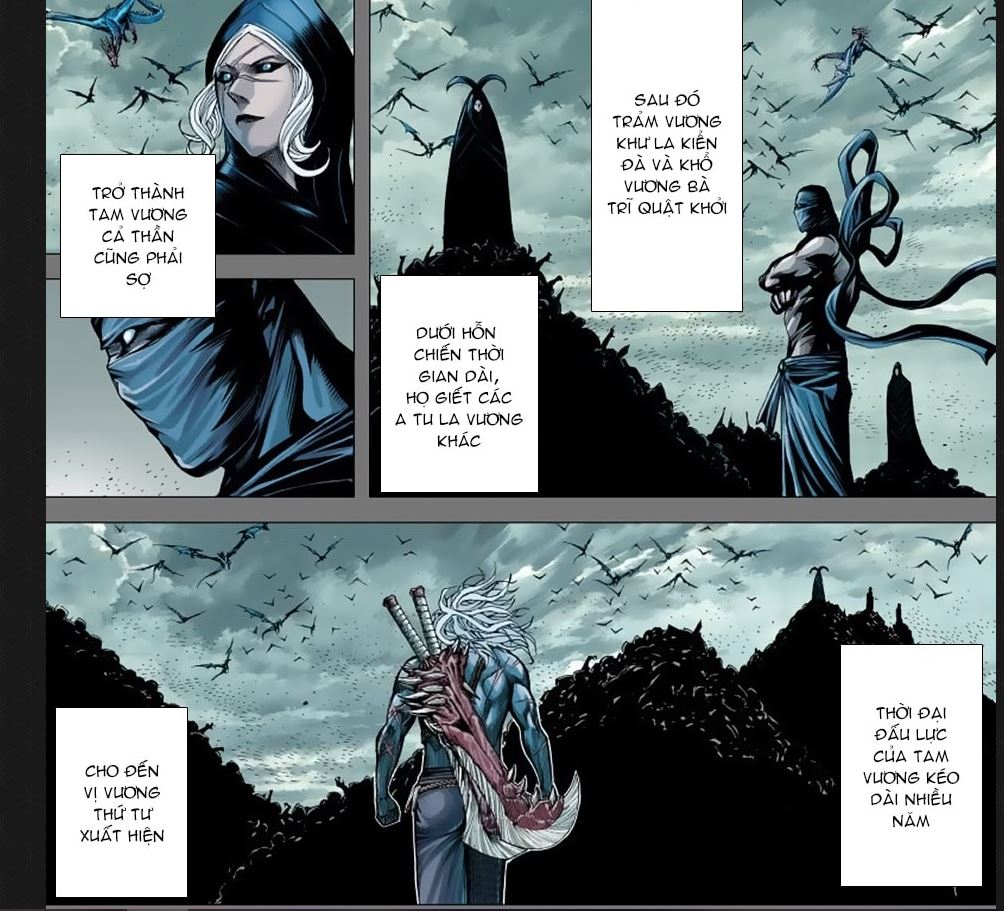 SAU ĐÓ
TRẢM VƯƠNG
KHƯ LA KIỂN
ĐÀ VÀ KHỔ
VƯƠNG BÀ
TRĨ QUẬT KHỞI
DƯỚI HỖN
CHIẾN THỜI
GIAN DÀI,
HỌ GIẾT CÁC
A TU LA VƯƠNG
KHÁC
TRỞ THÀNH
TAM VƯƠNG
CẢ THẦN
CŨNG PHẢI
SỢ
THỜI ĐẠI
ĐẤU LỰC
CỦA TAM
VƯƠNG KÉO
DÀI NHIỀU
NĂM
CHO ĐẾN
VỊ VƯƠNG
THỨ TƯ
XUẤT HIỆN